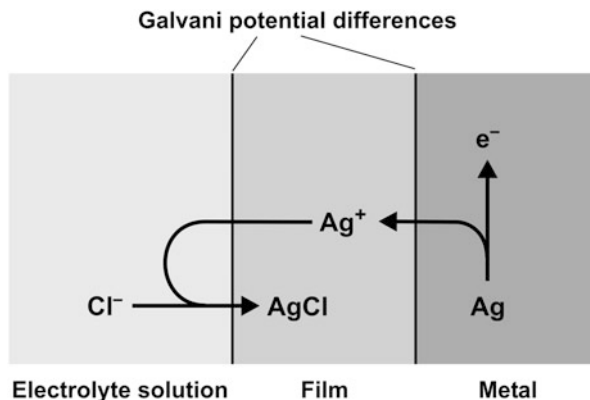 Galvani potential differences
e⁻
Ag⁺
Cl⁻ AgCl Ag
Electrolyte solution Film Metal